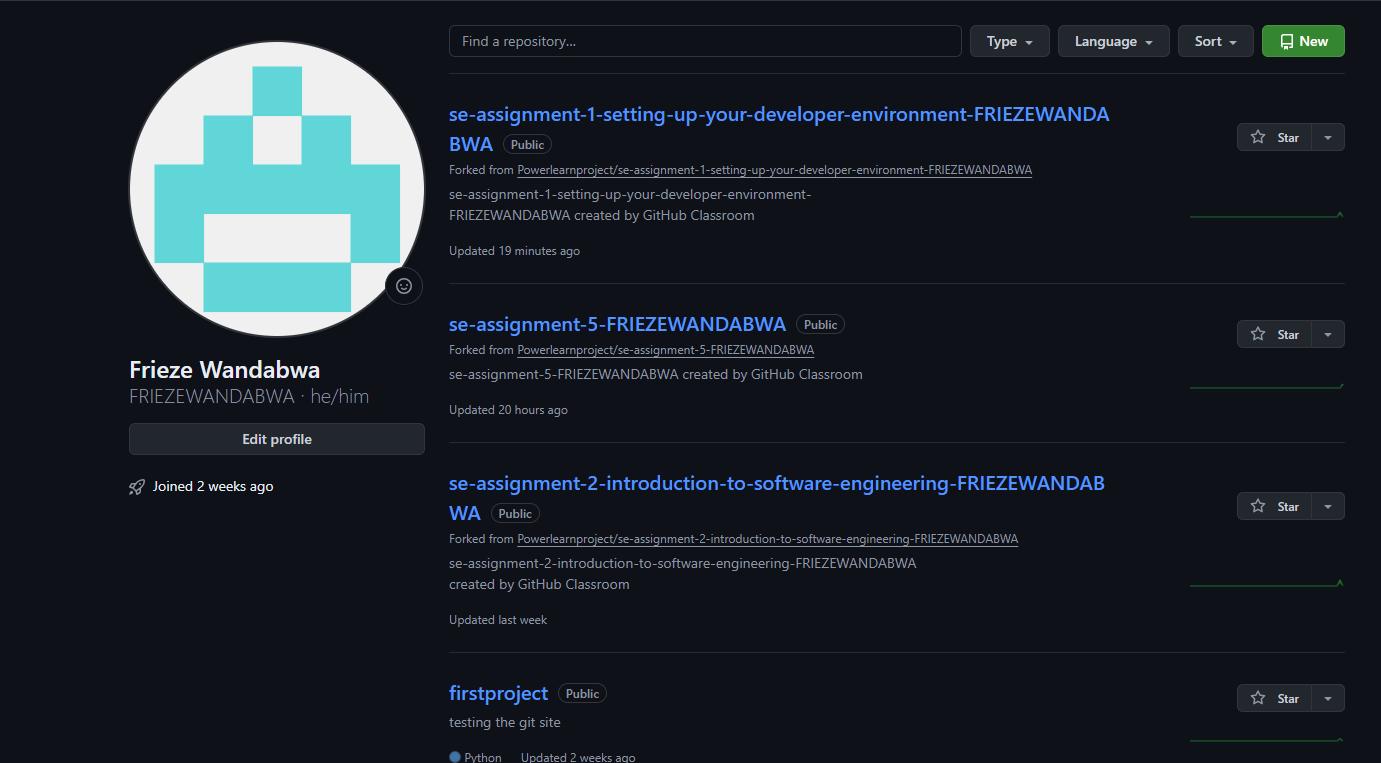 Find a repository...
Type
Language
Sort
New
se-assignment-1-setting-up-your-developer-environment-FRIEZEWANDA
BWA Public
Star
Forked from Powerlearnproject/se-assignment-1-setting-up-your-developer-environment-FRIEZEWANDABWA
se-assignment-1-setting-up-your-developer-environment-
FRIEZEWANDABWA created by GitHub Classroom
Updated 19 minutes ago
se-assignment-5-FRIEZEWANDABWA Public
Star
Forked from Powerlearnproject/se-assignment-5-FRIEZEWANDABWA
se-assignment-5-FRIEZEWANDABWA created by GitHub Classroom
Updated 20 hours ago
Frieze Wandabwa
FRIEZEWANDABWA · he/him
Edit profile
Joined 2 weeks ago
se-assignment-2-introduction-to-software-engineering-FRIEZEWANDAB
WA Public
Star
Forked from Powerlearnproject/se-assignment-2-introduction-to-software-engineering-FRIEZEWANDABWA
se-assignment-2-introduction-to-software-engineering-FRIEZEWANDABWA
created by GitHub Classroom
Updated last week
firstproject Public
Star
testing the git site
Python Updated 2 weeks ago